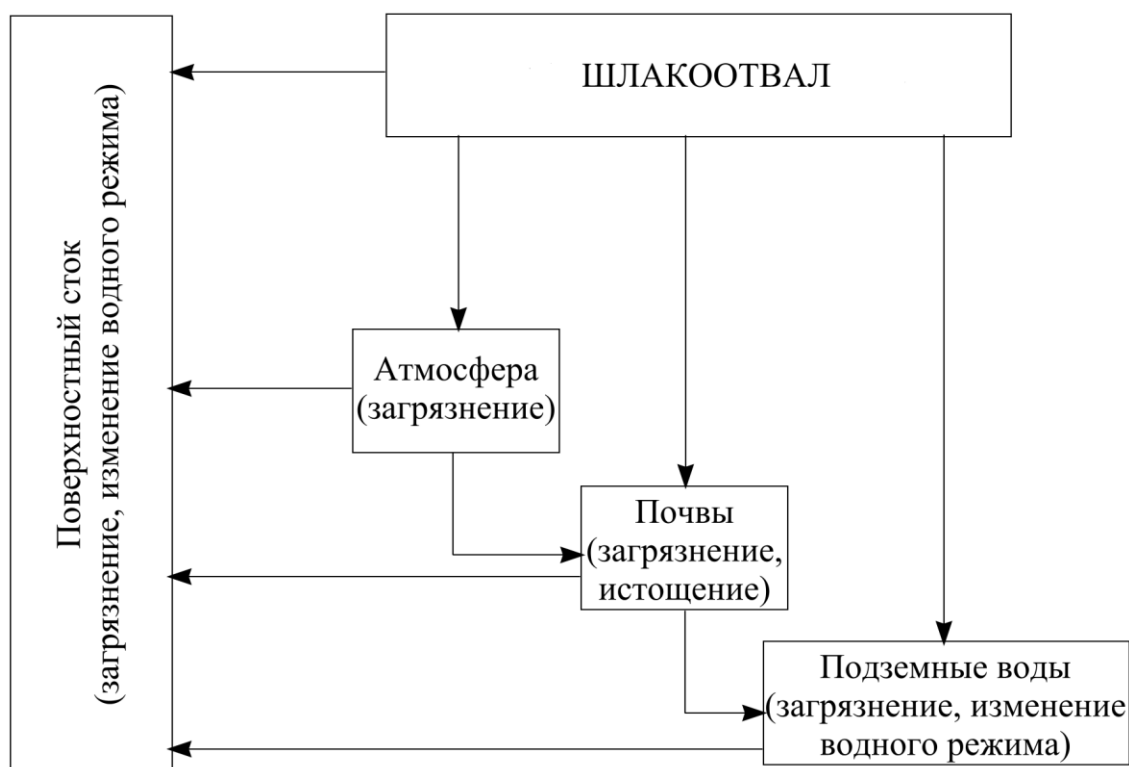 Поверхностный сток
(загрязнение, изменение водного режима)
ШЛАКООТВАЛ
Атмосфера
(загрязнение)
Почвы
(загрязнение,
истощение)
Подземные воды
(загрязнение, изменение
водного режима)